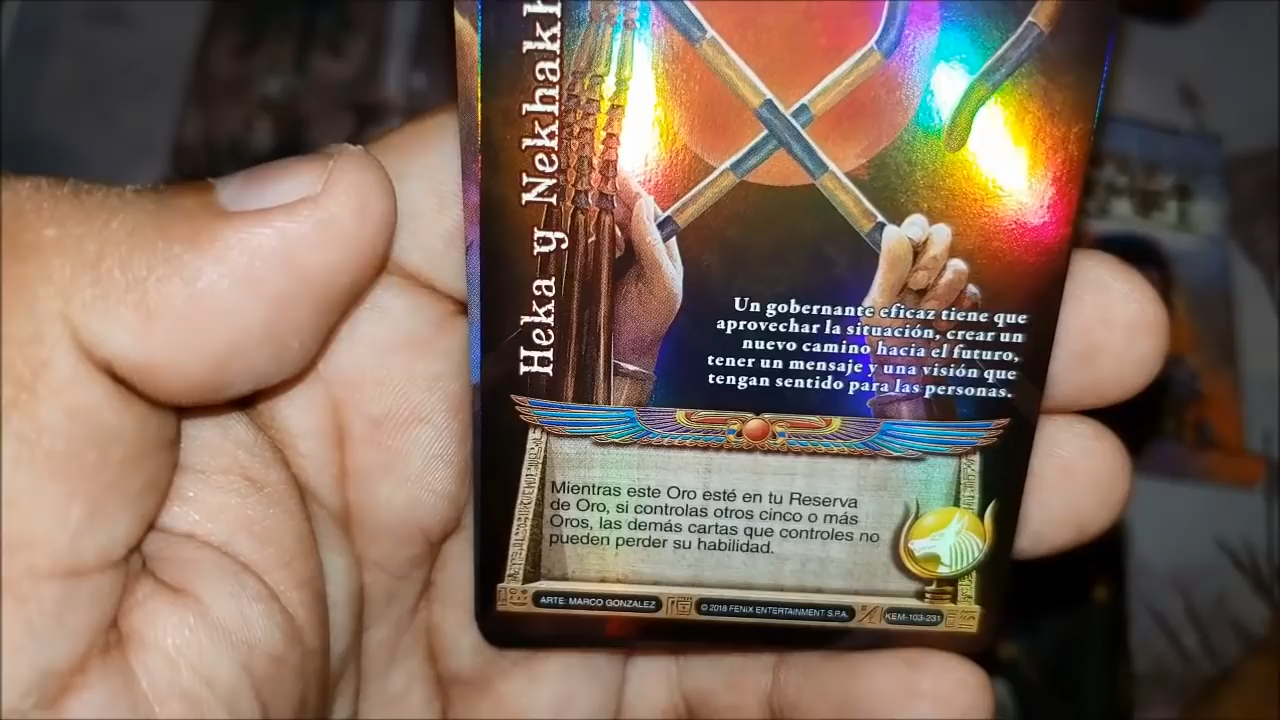 Heka y Nekhakh
Un gobernante eficaz tiene que
aprovechar la situación, crear un
nuevo camino hacia el futuro,
tener un mensaje y una visión que
tengan sentido para las personas.
Mientras este Oro esté en tu Reserva
de Oro, si controlas otros cinco o más
Oros, las demás cartas que controles no
pueden perder su habilidad.
ARTE: MARCO GONZÁLEZ
© 2018 FENIX ENTERTAINMENT S.P.A.
KEM-103-231